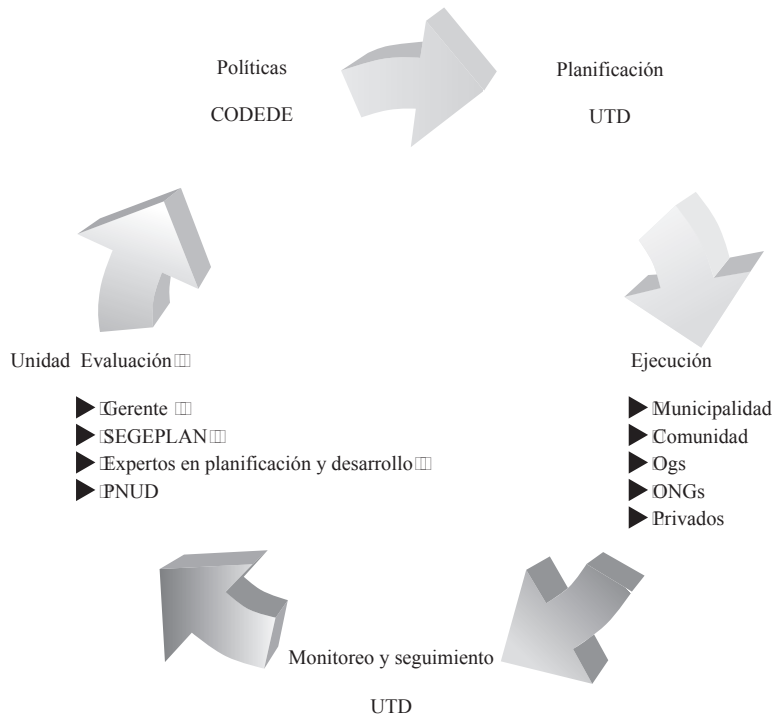 Políticas
CODEDE
Planificación
UTD
Ejecución
Municipalidad
Comunidad
Ogs
ONGs
Privados
Monitoreo y seguimiento
UTD
Unidad Evaluación
Gerente
SEGEPLAN
Expertos en planificación y desarrollo
PNUD